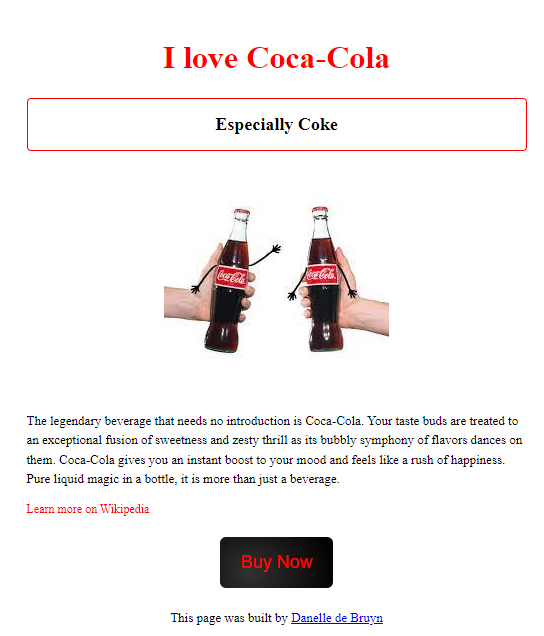 I love Coca-Cola
Especially Coke
Coca-Cola Coca-Cola
The legendary beverage that needs no introduction is Coca-Cola. Your taste buds are treated to
an exceptional fusion of sweetness and zesty thrill as its bubbly symphony of flavors dances on
them. Coca-Cola gives you an instant boost to your mood and feels like a rush of happiness.
Pure liquid magic in a bottle, it is more than just a beverage.
Learn more on Wikipedia
Buy Now
This page was built by Danelle de Bruyn